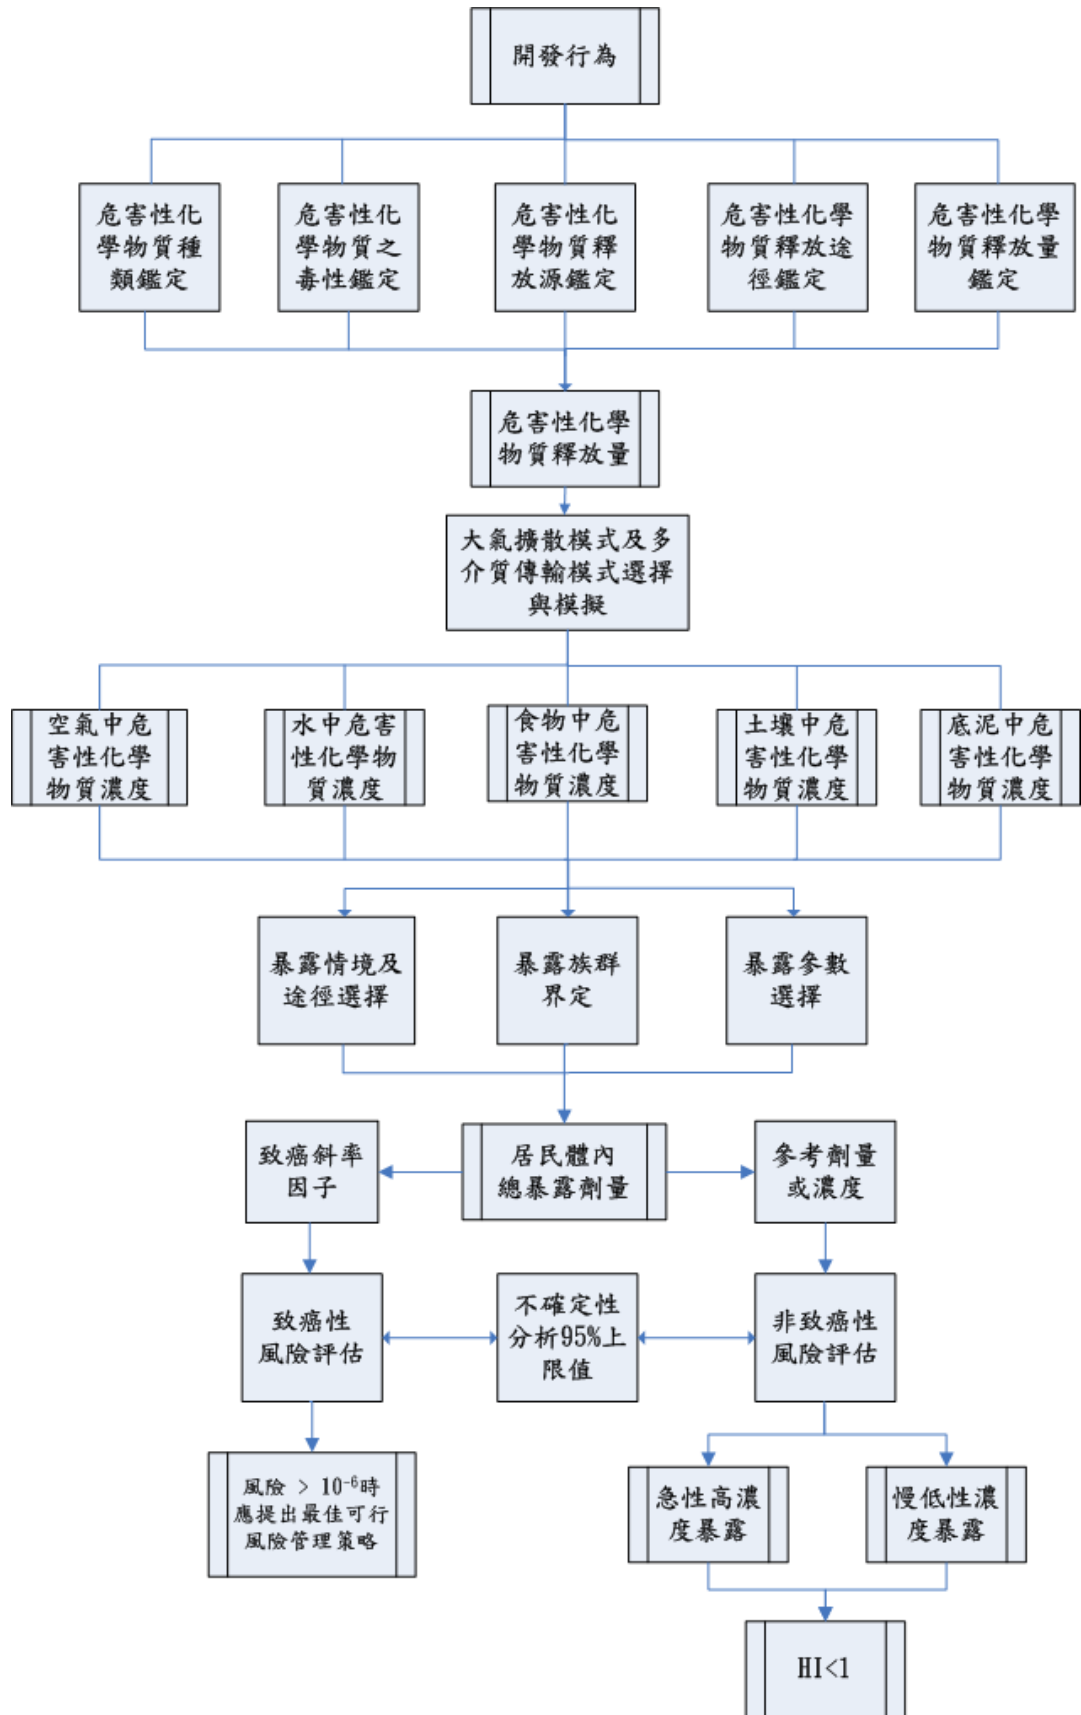 開發行為
危害性化
學物質種
類鑑定
危害性化
學物質之
毒性鑑定
危害性化
學物質釋
放源鑑定
危害性化學
物質釋放途
徑鑑定
危害性化學
物質釋放量
鑑定
危害性化學
物質釋放量
大氣擴散模式及多
介質傳輸模式選擇
與模擬
空氣中危
害性化學
物質濃度
水中危害
性化學物
質濃度
食物中危
害性化學
物質濃度
土壤中危
害性化學
物質濃度
底泥中危
害性化學
物質濃度
暴露情境及
途徑選擇
暴露族群
界定
暴露參數
選擇
致癌斜率
因子
居民體內
總暴露劑量
參考劑量
或濃度
致癌性
風險評估
不確定性
分析95%上
限值
非致癌性
風險評估
風險 > 10⁻⁶時
應提出最佳可行
風險管理策略
急性高濃
度暴露
慢低性濃
度暴露
HI<1